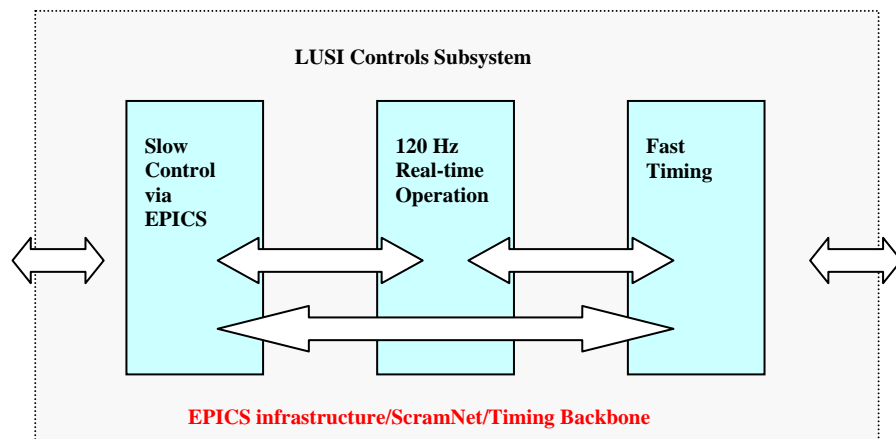 LUSI Controls Subsystem
Slow
Control
via
EPICS
120 Hz
Real-time
Operation
Fast
Timing
EPICS infrastructure/ScramNet/Timing Backbone